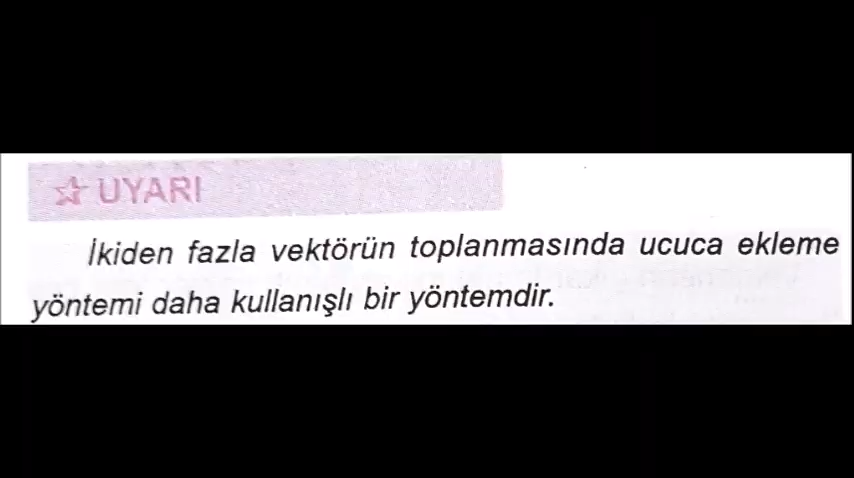 ☆ UYARI
İkiden fazla vektörün toplanmasında ucuca ekleme
yöntemi daha kullanışlı bir yöntemdir.